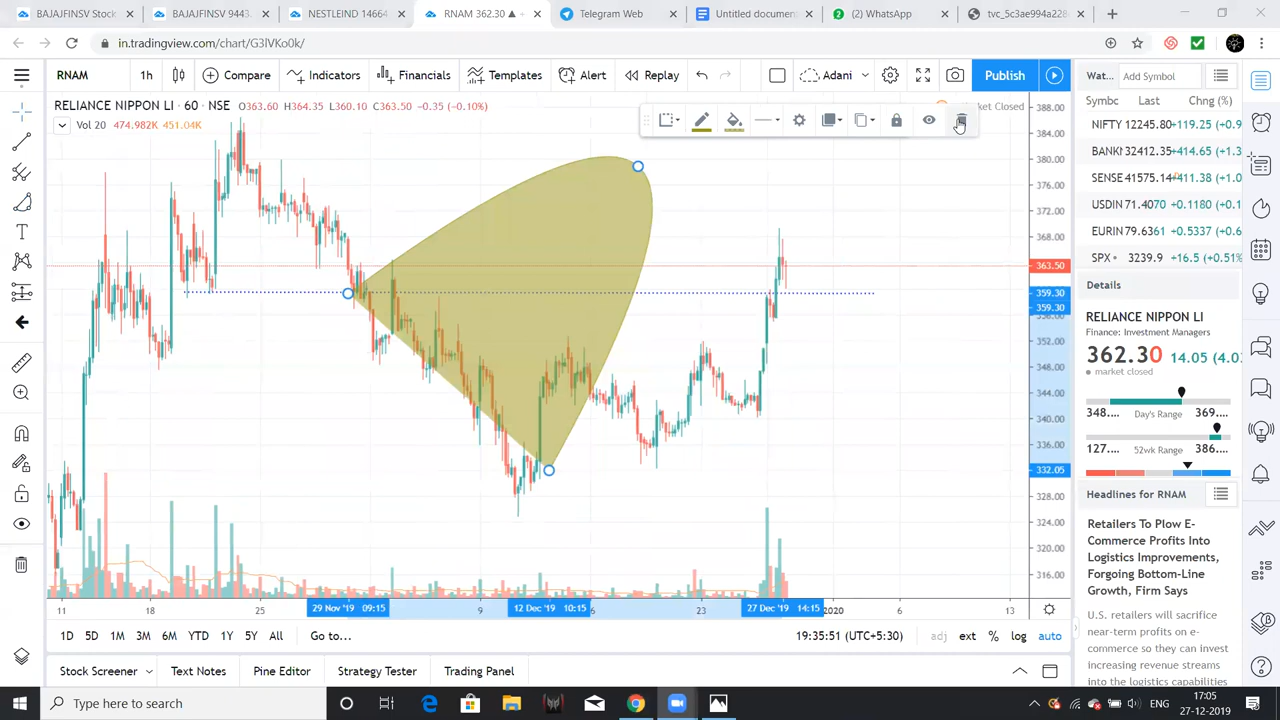 BAJAJFINSV Stock
BAJAJFINSV 9443.
NESTLEIND 14664
RNAM 362.30 ▲ +
Telegram Web
Untitled document
(2) WhatsApp
tvc_5c3ae994a228
in.tradingview.com/chart/G3lVKo0k/
RNAM
1h
Compare
Indicators
Financials
Templates
Alert
Replay
Adani
Publish
Wat...
Add Symbol
RELIANCE NIPPON LI • 60 • NSE O363.60 H364.35 L360.10 C363.50 -0.35 (-0.10%)
ket Closed
Vol 20 474.982K 451.04K
Symbc Last Chng (%)
NIFTY 12245.80 +119.25 (+0.9
BANKI 32412.35 +414.65 (+1.
SENSE 41575.14 +411.38 (+1.0
USDIN 71.4070 +0.1180 (+0.1
EURIN 79.6361 +0.5337 (+0.6
SPX • 3239.9 +16.5 (+0.51%
388.00
384.00
380.00
376.00
372.00
368.00
363.50
359.30
359.30
356.00
352.00
348.00
344.00
340.00
336.00
332.05
328.00
324.00
320.00
316.00
Details
RELIANCE NIPPON LI
Finance: Investment Managers
362.30 14.05 (4.0
market closed
348.... Day's Range 369....
127.... 52wk Range 386....
Headlines for RNAM
Retailers To Plow E-
Commerce Profits Into
Logistics Improvements,
Forgoing Bottom-Line
Growth, Firm Says
U.S. retailers will sacrifice
near-term profits on e-
commerce so they can invest
increasing revenue streams
into the logistics capabilities
11 18 25 29 Nov '19 09:15 9 12 Dec '19 10:15 6 23 27 Dec '19 14:15 2020 6 13
1D 5D 1M 3M 6M YTD 1Y 5Y All Go to...
19:35:51 (UTC+5:30) adj ext % log auto
Stock Screener Text Notes Pine Editor Strategy Tester Trading Panel
Type here to search
ENG
17:05
27-12-2019